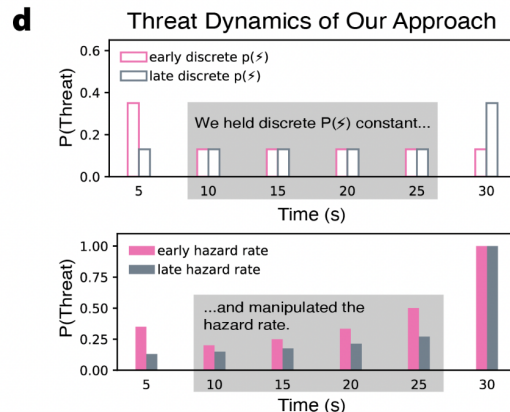 d
Threat Dynamics of Our Approach
P(Threat)
0.6
0.4
0.2
0.0
early discrete p(⚡)
late discrete p(⚡)
We held discrete P(⚡) constant...
5 10 15 20 25 30
Time (s)
P(Threat)
1.00
0.75
0.50
0.25
0.00
early hazard rate
late hazard rate
...and manipulated the
hazard rate.
5 10 15 20 25 30
Time (s)